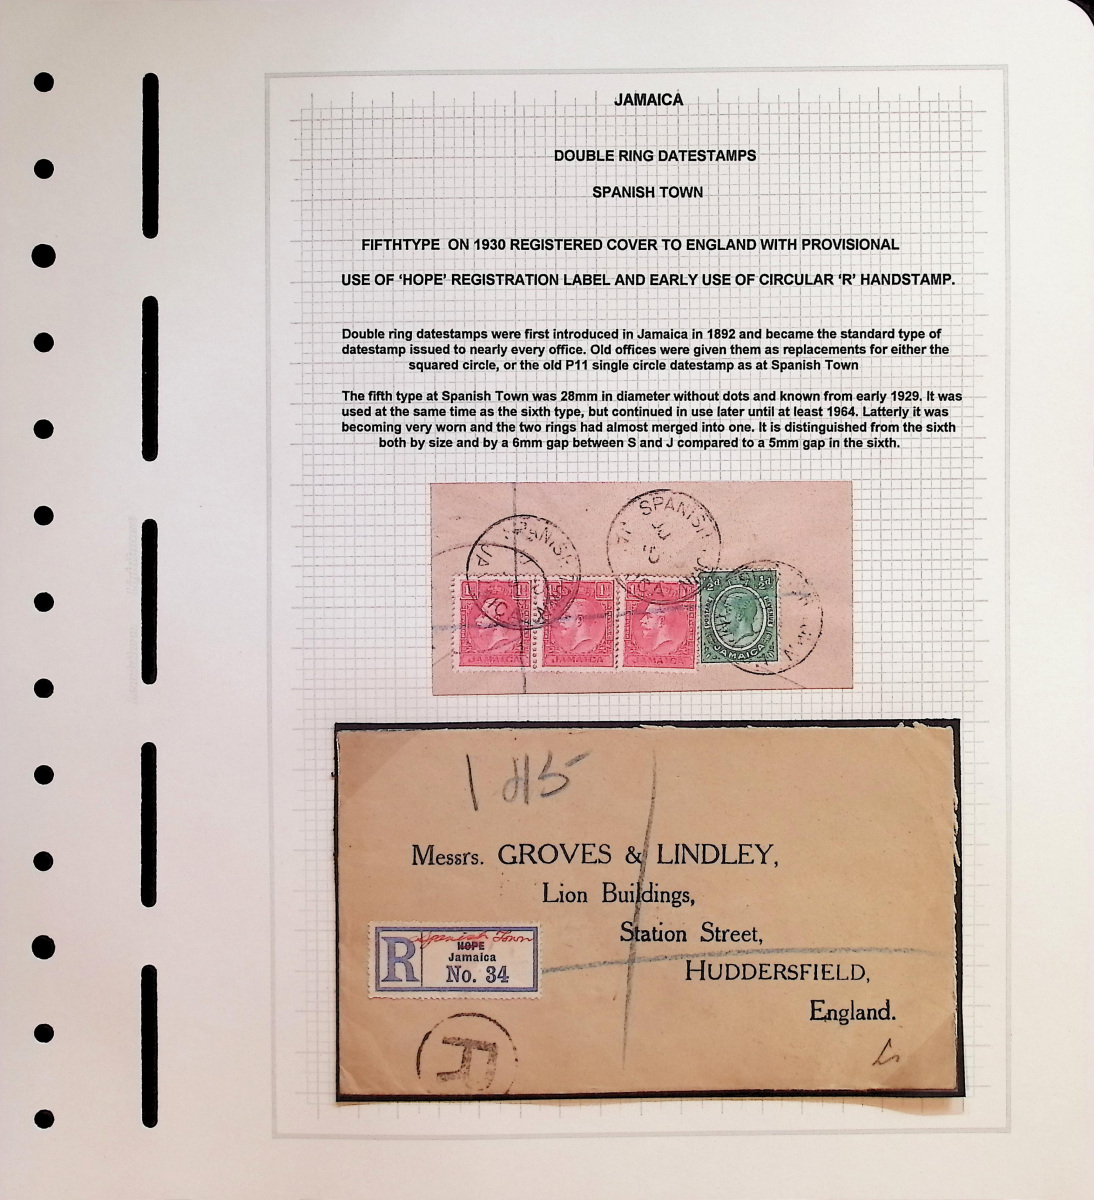 JAMAICA
DOUBLE RING DATESTAMPS
SPANISH TOWN
FIFTHTYPE ON 1930 REGISTERED COVER TO ENGLAND WITH PROVISIONAL
USE OF ‘HOPE’ REGISTRATION LABEL AND EARLY USE OF CIRCULAR ‘R’ HANDSTAMP.
Double ring datestamps were first introduced in Jamaica in 1892 and became the standard type of
datestamp issued to nearly every office. Old offices were given them as replacements for either the
squared circle, or the old P11 single circle datestamp as at Spanish Town
The fifth type at Spanish Town was 28mm in diameter without dots and known from early 1929. It was
used at the same time as the sixth type, but continued in use later until at least 1964. Latterly it was
becoming very worn and the two rings had almost merged into one. It is distinguished from the sixth
both by size and by a 6mm gap between S and J compared to a 5mm gap in the sixth.
SPANISH
SPANISH
JAMAICA JAMAICA JAMAICA
½d ½d
POSTAGE REVENUE
JAMAICA
Messrs. GROVES & LINDLEY,
Lion Buildings,
Station Street,
HUDDERSFIELD,
England.
Spanish Town
R HOPE
Jamaica
No. 34
R